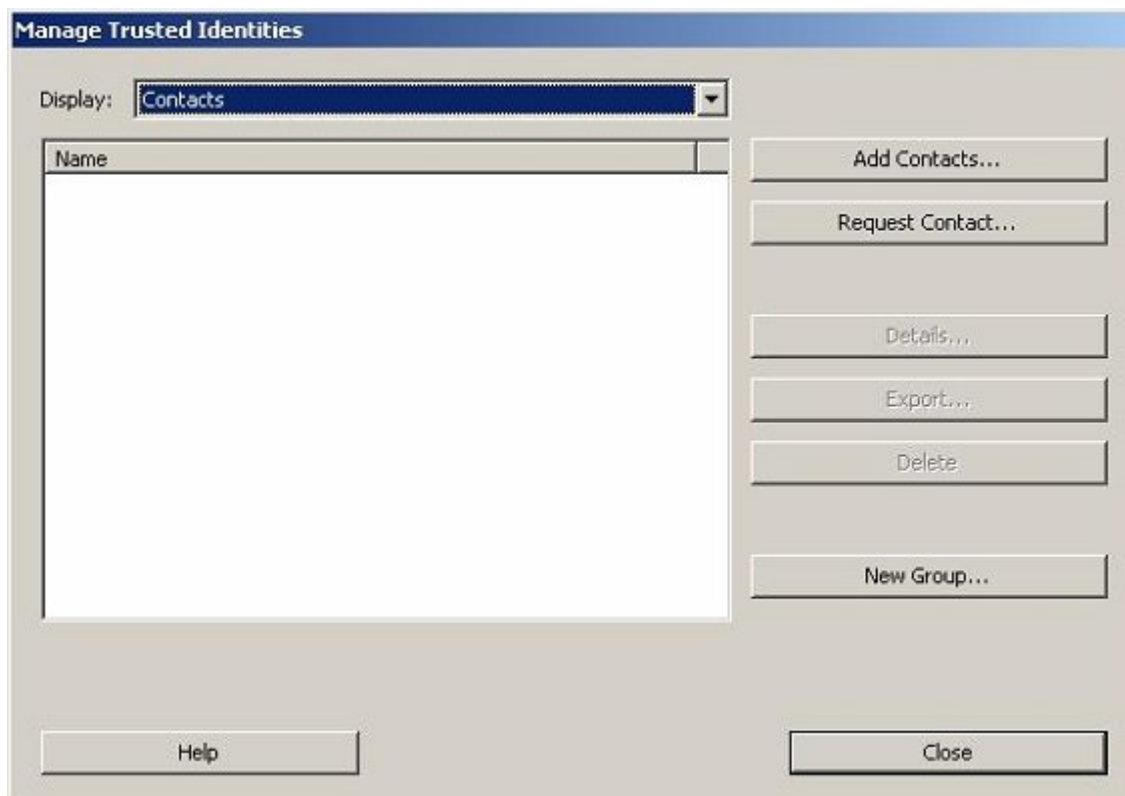 Manage Trusted Identities
Display: Contacts
Name
Add Contacts...
Request Contact...
Details...
Export...
Delete
New Group...
Help
Close